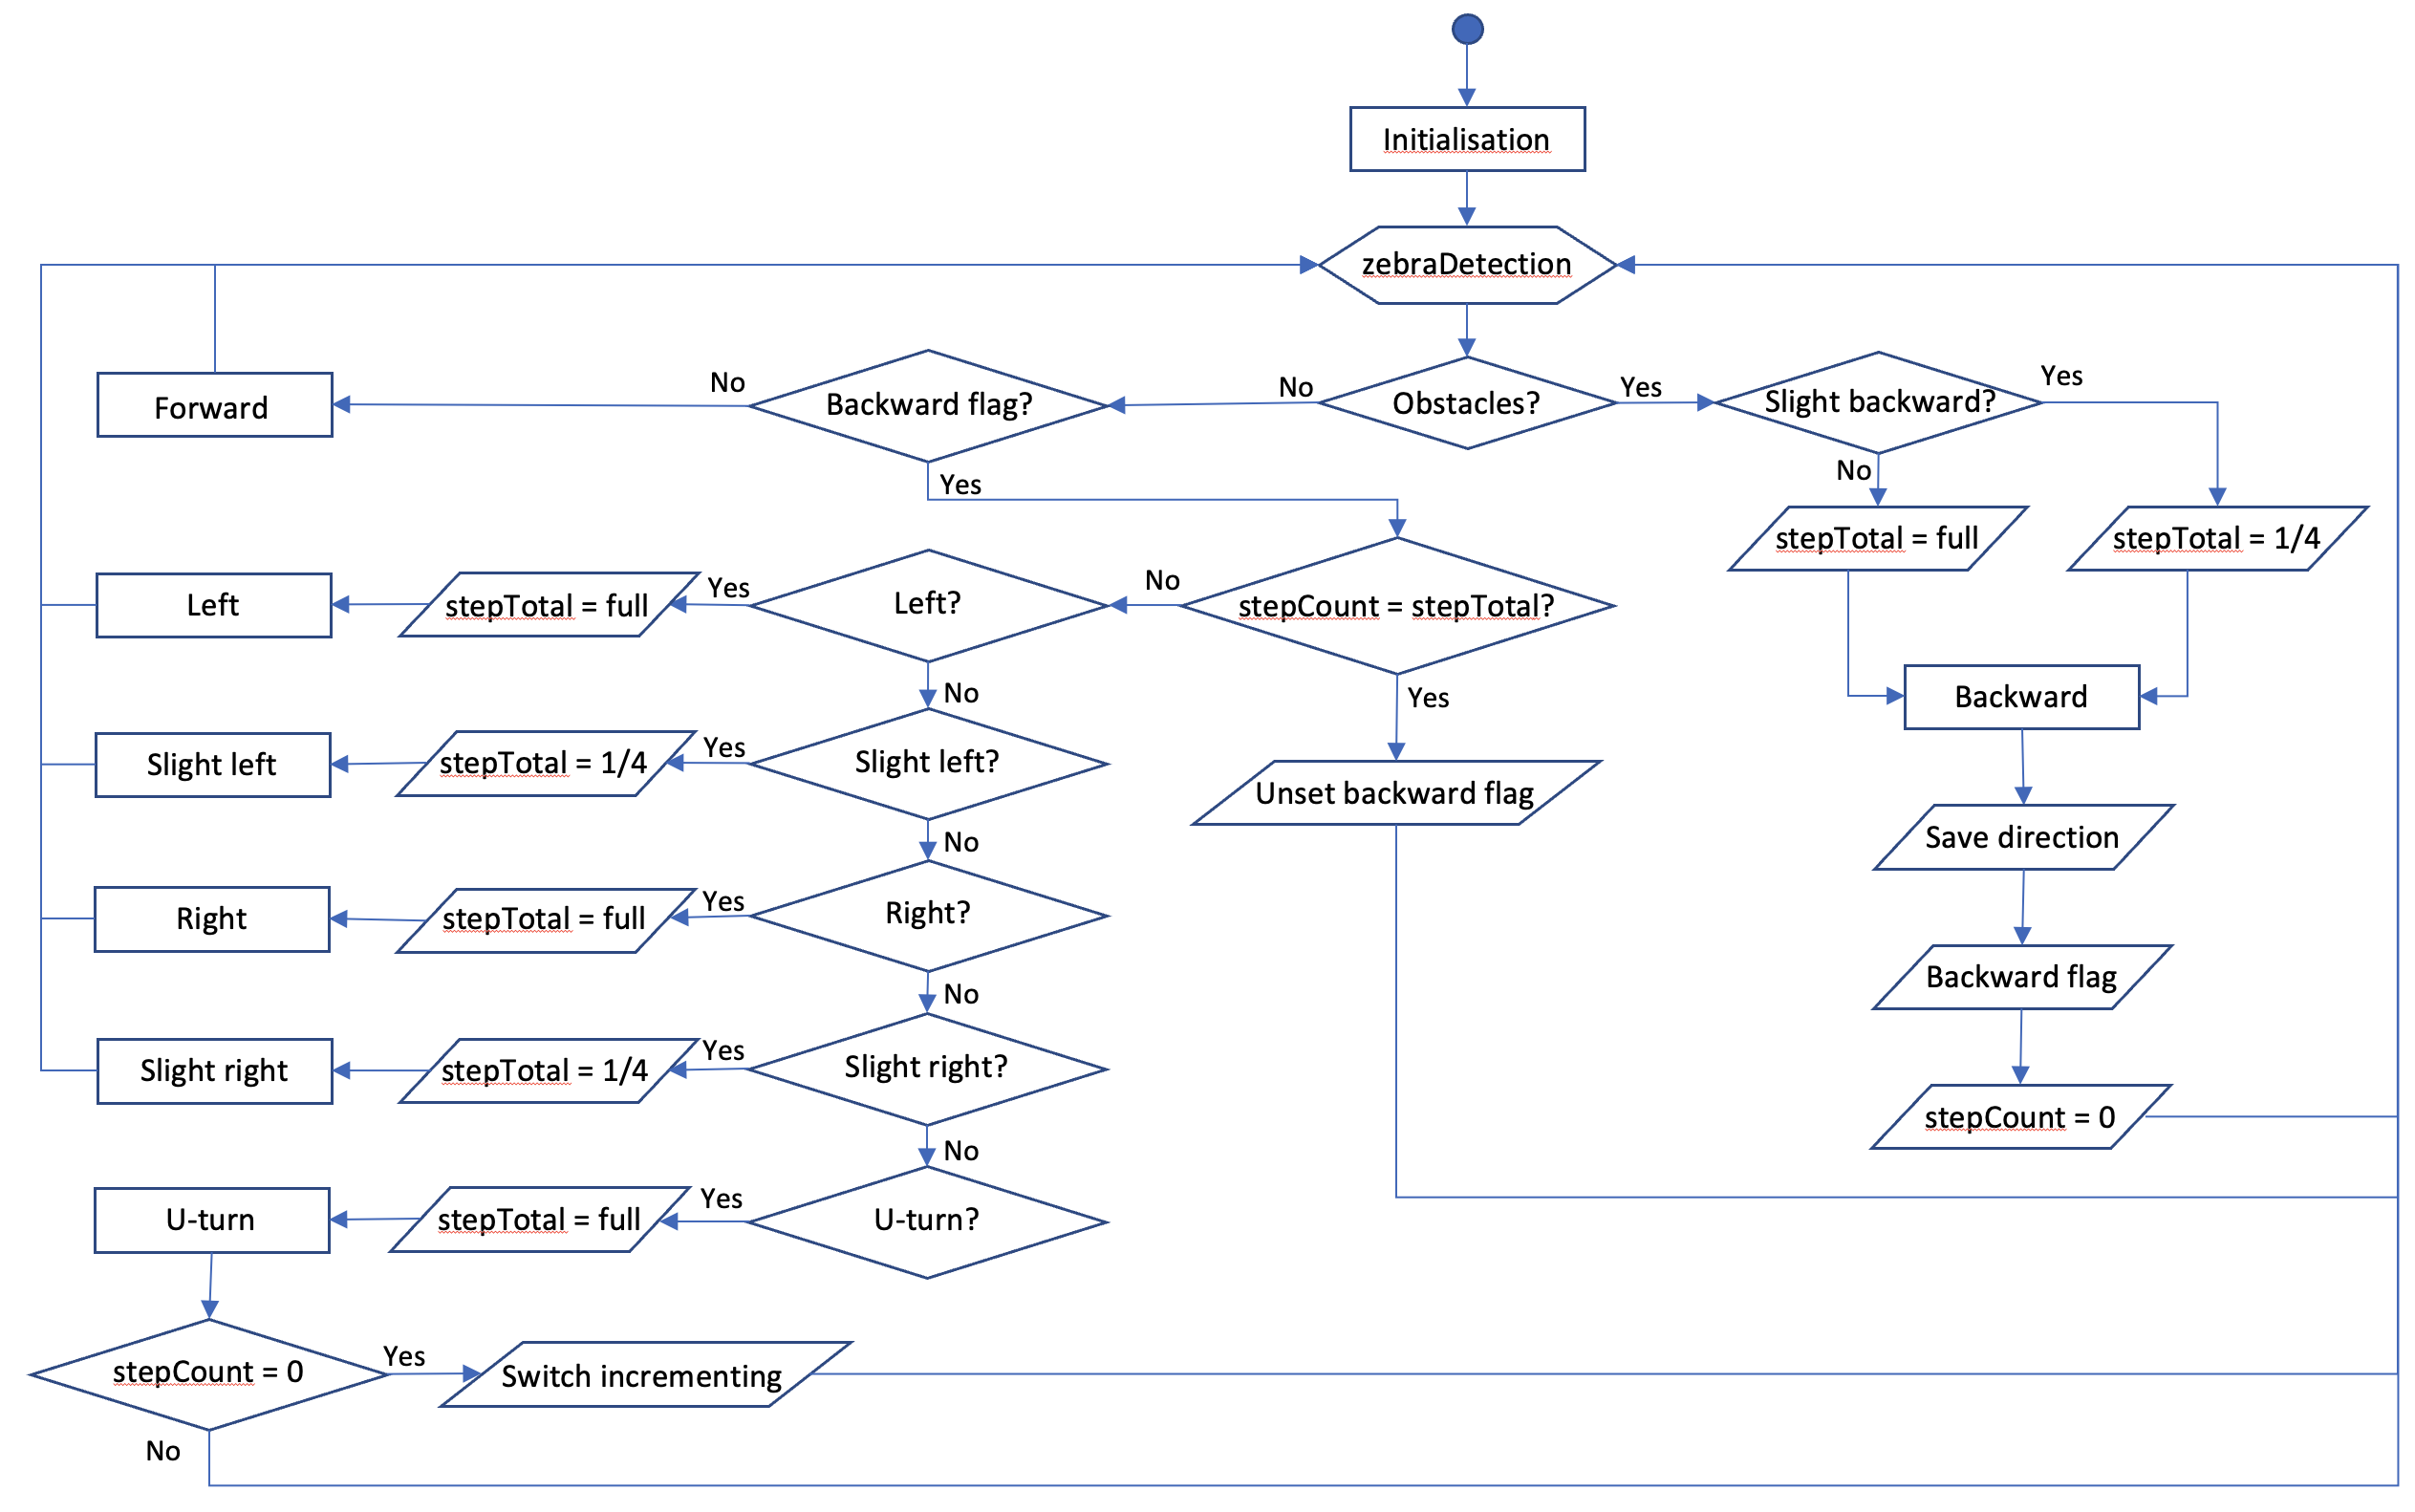 Initialisation
zebraDetection
Forward
No
Backward flag?
No
Obstacles?
Yes
Slight backward?
Yes
Yes
No
stepTotal = full
stepTotal = 1/4
Left
stepTotal = full
Yes
Left?
No
stepCount = stepTotal?
No
Yes
Backward
Slight left
stepTotal = 1/4
Yes
Slight left?
Unset backward flag
No
Save direction
Right
stepTotal = full
Yes
Right?
No
Backward flag
Slight right
stepTotal = 1/4
Yes
Slight right?
No
stepCount = 0
U-turn
stepTotal = full
Yes
U-turn?
stepCount = 0
Yes
Switch incrementing
No